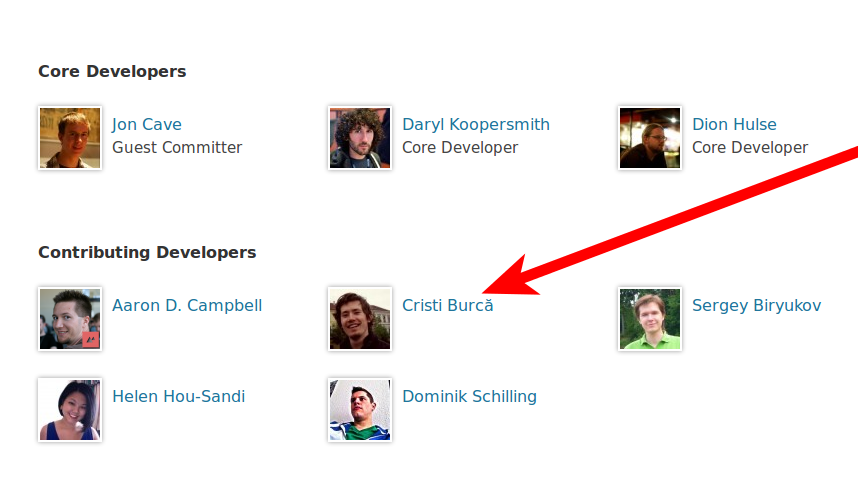 Core Developers
Jon Cave
Guest Committer
Daryl Koopersmith
Core Developer
Dion Hulse
Core Developer
Contributing Developers
Aaron D. Campbell
Cristi Burcă
Sergey Biryukov
Helen Hou-Sandi
Dominik Schilling